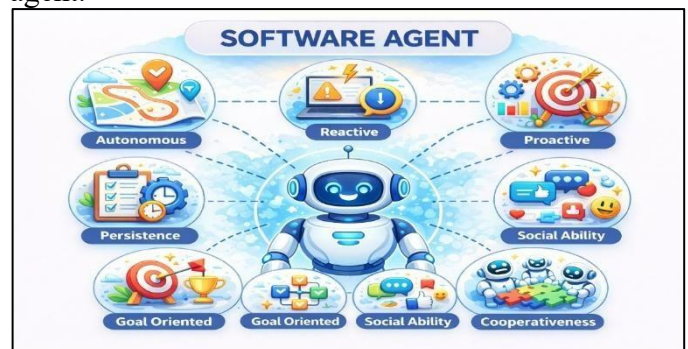 agent.
SOFTWARE AGENT
Autonomous
Reactive
Proactive
Persistence
Social Ability
Goal Oriented
Goal Oriented
Social Ability
Cooperativeness